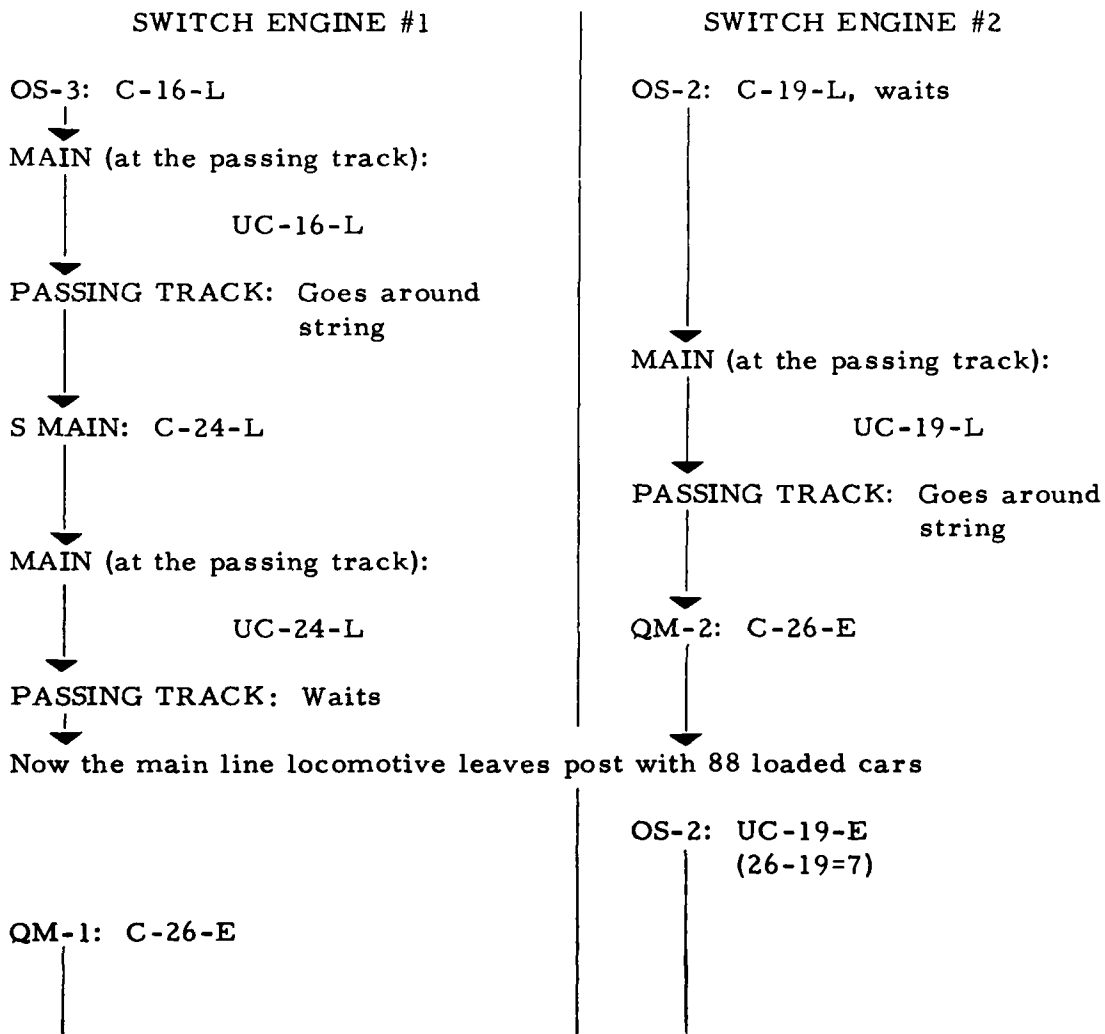 SWITCH ENGINE #1
SWITCH ENGINE #2
OS-3: C-16-L
OS-2: C-19-L, waits
MAIN (at the passing track):
UC-16-L
PASSING TRACK: Goes around
string
MAIN (at the passing track):
S MAIN: C-24-L
UC-19-L
PASSING TRACK: Goes around
string
MAIN (at the passing track):
UC-24-L
QM-2: C-26-E
PASSING TRACK: Waits
Now the main line locomotive leaves post with 88 loaded cars
OS-2: UC-19-E
(26-19=7)
QM-1: C-26-E